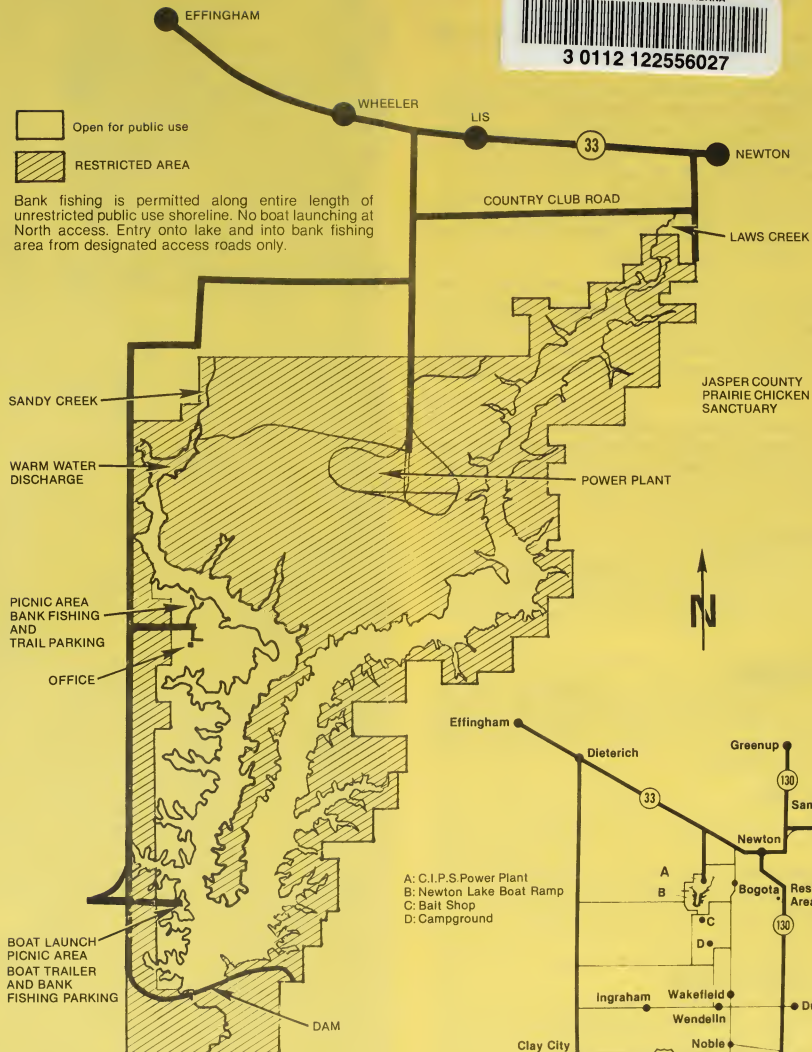 3 0112 122556027
EFFINGHAM
WHEELER
LIS
33
NEWTON
Open for public use
RESTRICTED AREA
Bank fishing is permitted along entire length of
unrestricted public use shoreline. No boat launching at
North access. Entry onto lake and into bank fishing
area from designated access roads only.
COUNTRY CLUB ROAD
LAWS CREEK
SANDY CREEK
JASPER COUNTY
PRAIRIE CHICKEN
SANCTUARY
WARM WATER
DISCHARGE
POWER PLANT
N
PICNIC AREA
BANK FISHING
AND
TRAIL PARKING
OFFICE
BOAT LAUNCH
PICNIC AREA
BOAT TRAILER
AND BANK
FISHING PARKING
DAM
A: C.I.P.S. Power Plant
B: Newton Lake Boat Ramp
C: Bait Shop
D: Campground
Effingham
Dieterich
Greenup
130
33
Newton
A
B
C
D
Bogota
130
Ingraham
Wakefield
Wendelin
Clay City
Noble